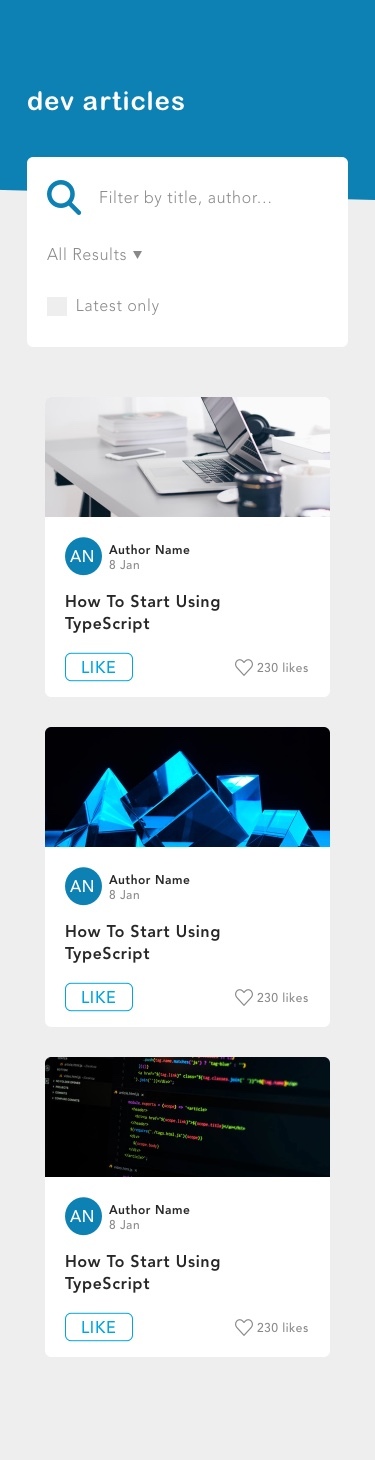 dev articles
Filter by title, author...
All Results ▼
Latest only
AN
Author Name
8 Jan
How To Start Using
TypeScript
LIKE
230 likes
AN
Author Name
8 Jan
How To Start Using
TypeScript
LIKE
230 likes
AN
Author Name
8 Jan
How To Start Using
TypeScript
LIKE
230 likes